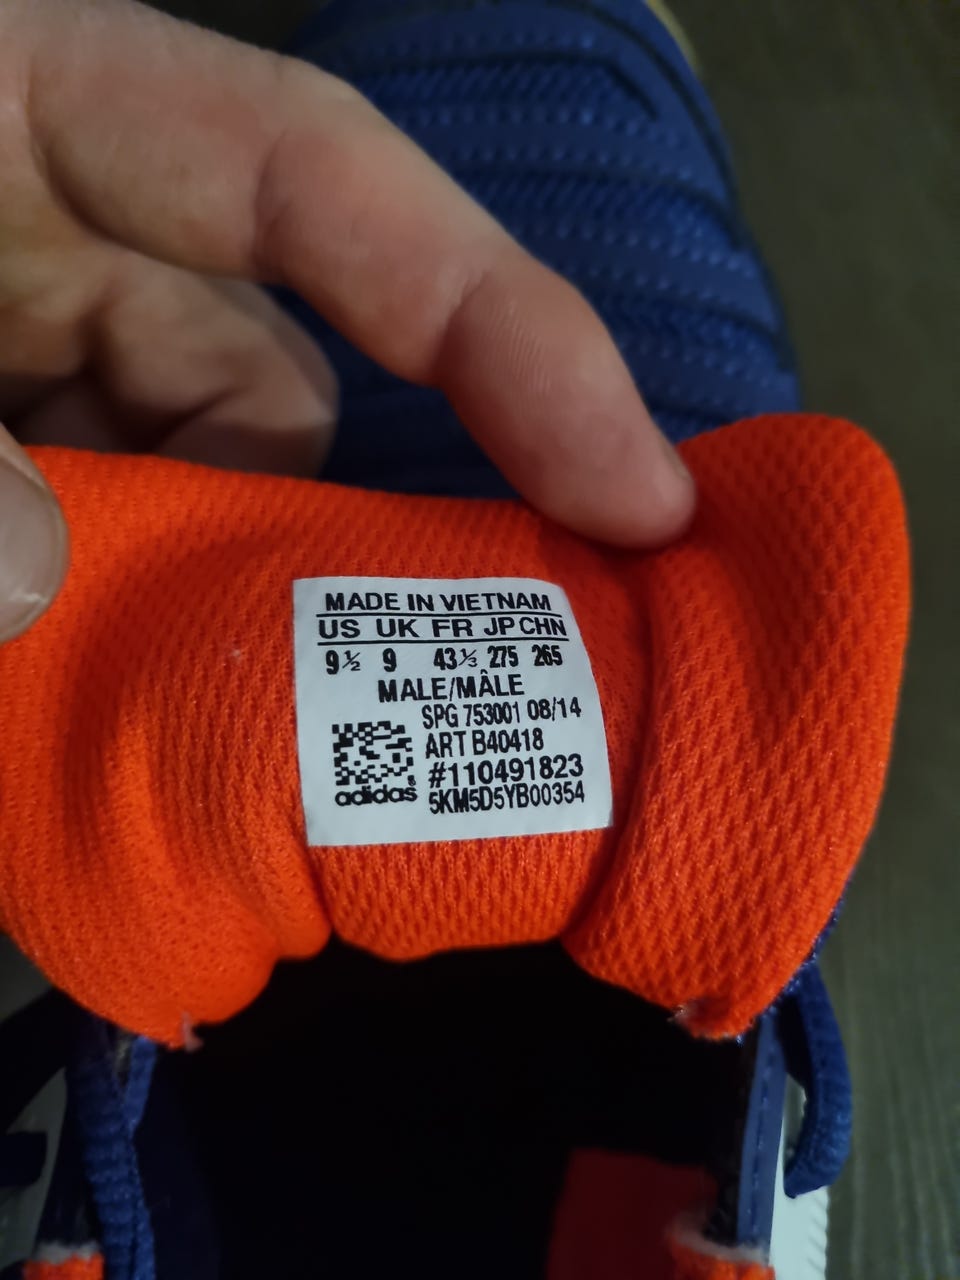 MADE IN VIETNAM
US UK FR JP CHN
9½ 9 43⅓ 275 265
MALE/MÂLE
SPG 753001 08/14
ART B40418
#110491823
adidas® 5KM5D5YB00354